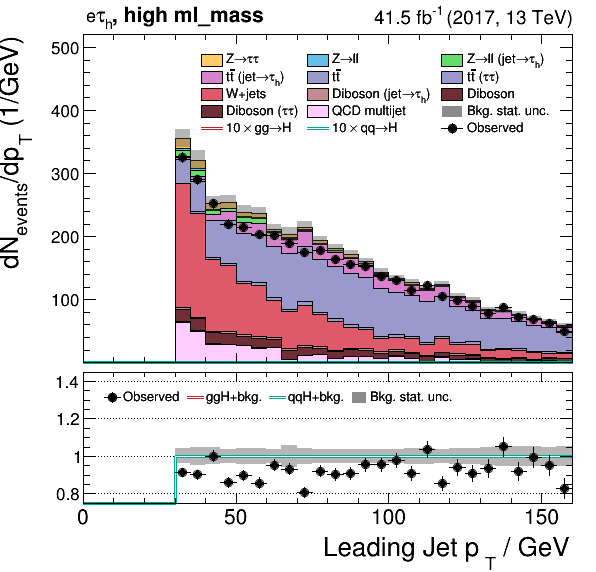 eτh, high ml_mass 41.5 fb-1 (2017, 13 TeV)
dNevents/dpT (1/GeV)
500
400
300
200
100
Z→ττ Z→ll Z→ll (jet→τh)
tt̄ (jet→τh) tt̄ tt̄ (ττ)
W+jets Diboson (jet→τh) Diboson
Diboson (ττ) QCD multijet Bkg. stat. unc.
10 × gg→H 10 × qq→H Observed
1.4
1.2
1
0.8
Observed ggH+bkg. qqH+bkg. Bkg. stat. unc.
0 50 100 150
Leading Jet pT / GeV